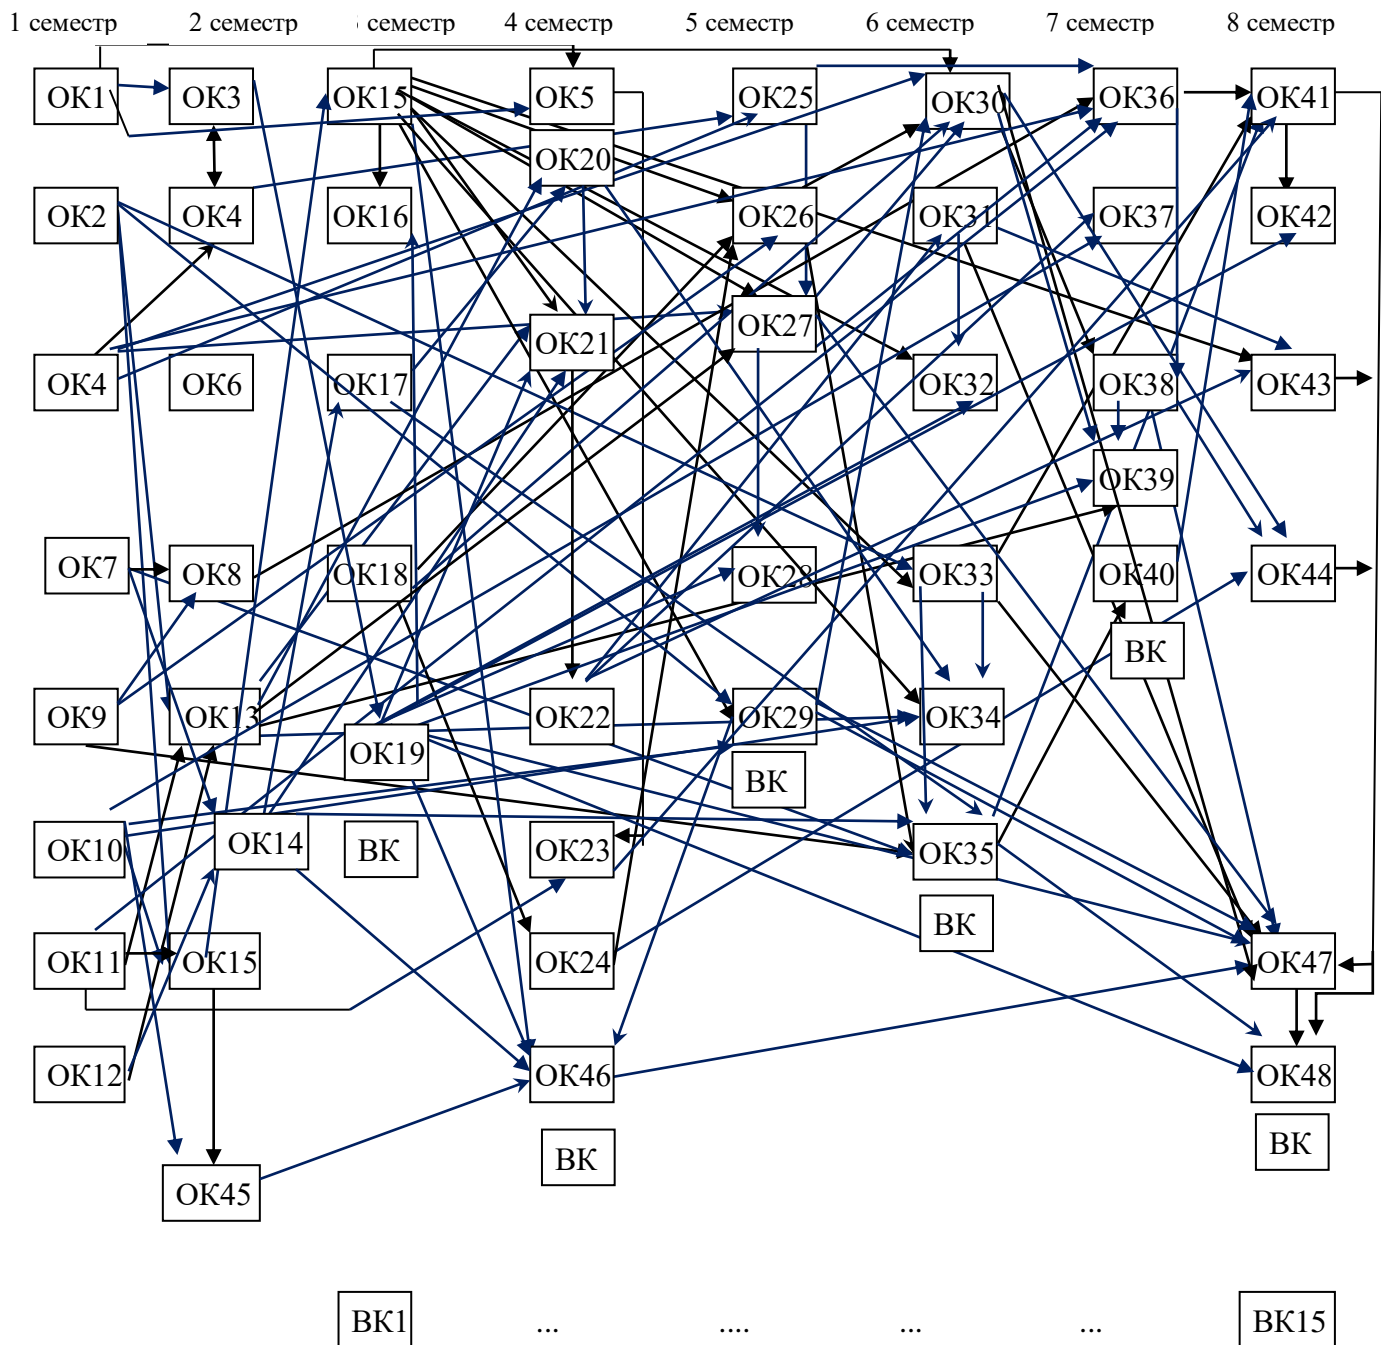 1 семестр 2 семестр 3 семестр 4 семестр 5 семестр 6 семестр 7 семестр 8 семестр
ОК1 ОК3 ОК15 ОК5 ОК25 ОК30 ОК36 ОК41
ОК20
ОК2 ОК4 ОК16 ОК26 ОК31 ОК37 ОК42
ОК21 ОК27
ОК4 ОК6 ОК17 ОК32 ОК38 ОК43
ОК39
ОК7 ОК8 ОК18 ОК28 ОК33 ОК40 ОК44
ВК
ОК9 ОК13 ОК22 ОК29 ОК34
ОК19
ВК
ОК10 ОК14 ВК ОК23 ОК35
ВК
ОК11 ОК15 ОК24 ОК47
ОК12 ОК46 ОК48
ВК ВК
ОК45
ВК1 ... .... ... ... ВК15